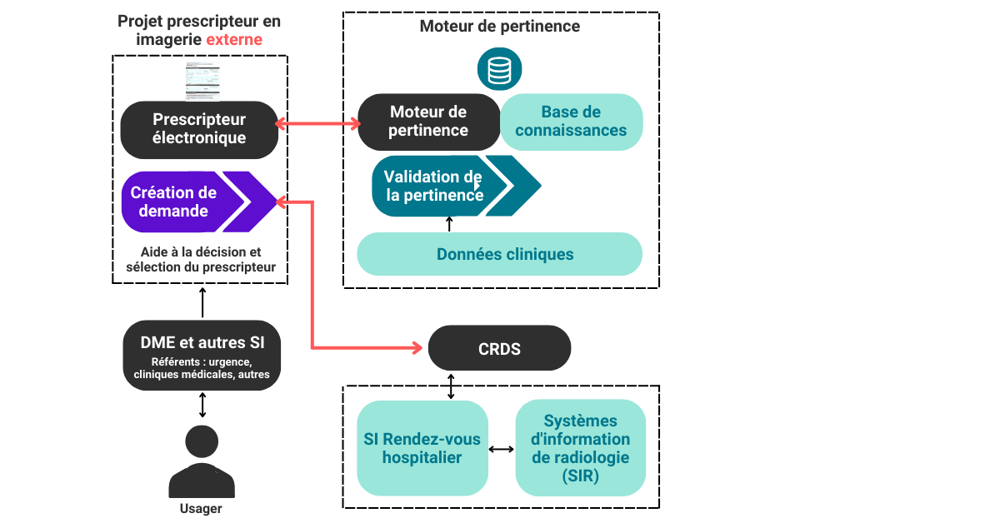 Projet prescripteur en
imagerie externe
Prescripteur
électronique
Création de
demande
Aide à la décision et
sélection du prescripteur
DME et autres SI
Référents : urgence,
cliniques médicales, autres
Usager
Moteur de pertinence
Moteur de
pertinence
Base de
connaissances
Validation de
la pertinence
Données cliniques
CRDS
SI Rendez-vous
hospitalier
Systèmes
d'information
de radiologie
(SIR)